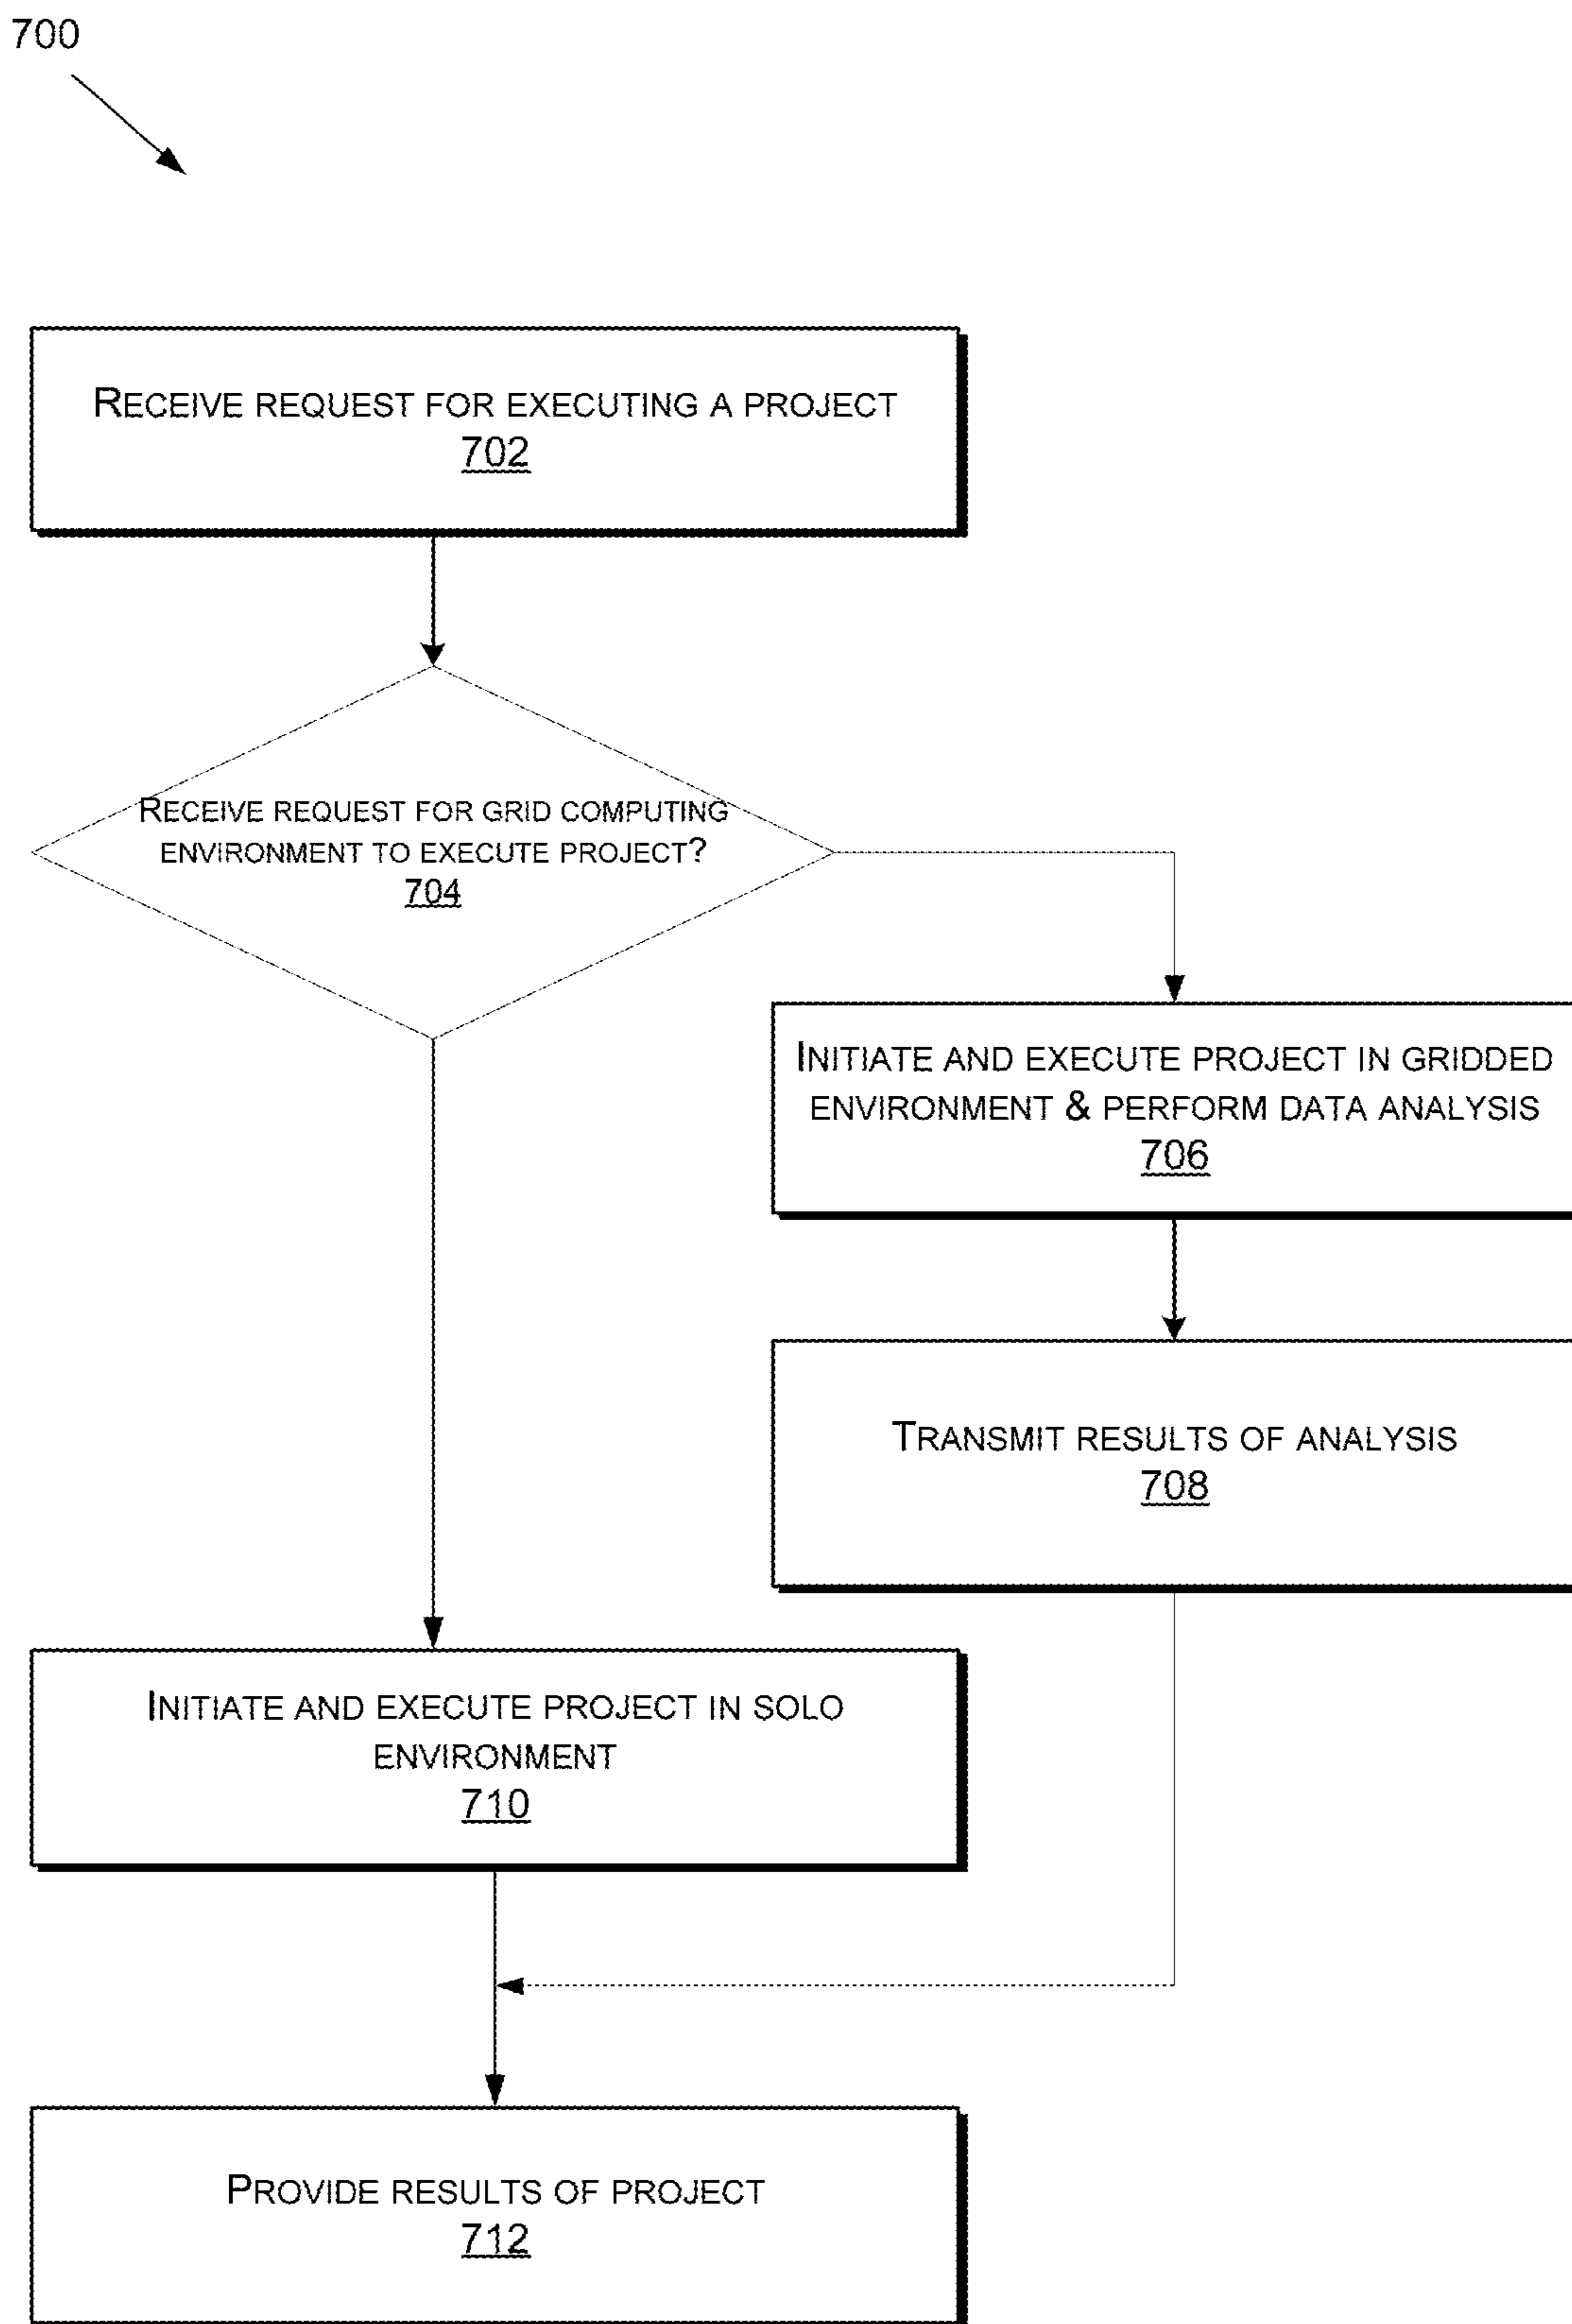 700
RECEIVE REQUEST FOR EXECUTING A PROJECT
702
RECEIVE REQUEST FOR GRID COMPUTING
ENVIRONMENT TO EXECUTE PROJECT?
704
INITIATE AND EXECUTE PROJECT IN GRIDDED
ENVIRONMENT & PERFORM DATA ANALYSIS
706
TRANSMIT RESULTS OF ANALYSIS
708
INITIATE AND EXECUTE PROJECT IN SOLO
ENVIRONMENT
710
PROVIDE RESULTS OF PROJECT
712